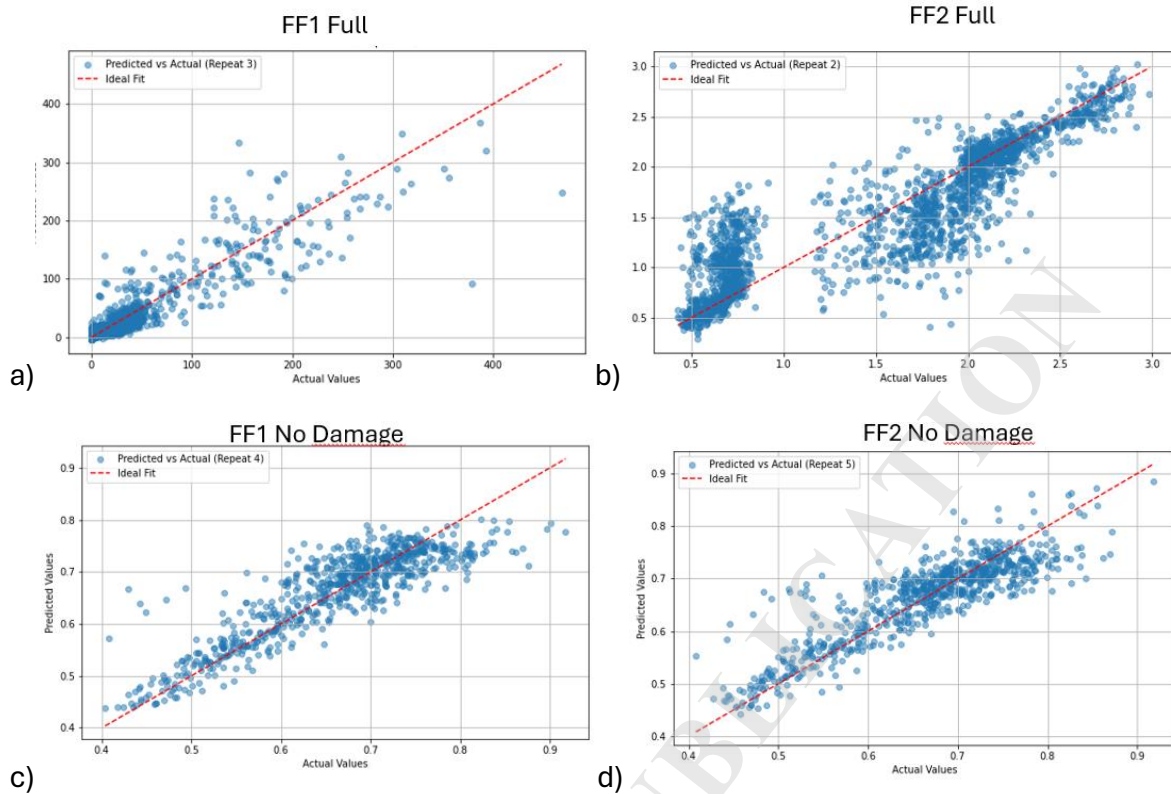 FF1 Full
FF2 Full
Predicted vs Actual (Repeat 3)
Ideal Fit
400
300
200
100
0
0 100 200 300 400
Actual Values
a)
Predicted vs Actual (Repeat 2)
Ideal Fit
3.0
2.5
2.0
1.5
1.0
0.5
0.5 1.0 1.5 2.0 2.5 3.0
Actual Values
b)
FF1 No Damage
FF2 No Damage
Predicted vs Actual (Repeat 4)
Ideal Fit
Predicted Values
0.9
0.8
0.7
0.6
0.5
0.4
0.4 0.5 0.6 0.7 0.8 0.9
Actual Values
c)
Predicted vs Actual (Repeat 5)
Ideal Fit
Predicted Values
0.9
0.8
0.7
0.6
0.5
0.4
0.4 0.5 0.6 0.7 0.8 0.9
Actual Values
d)
UBLICATION